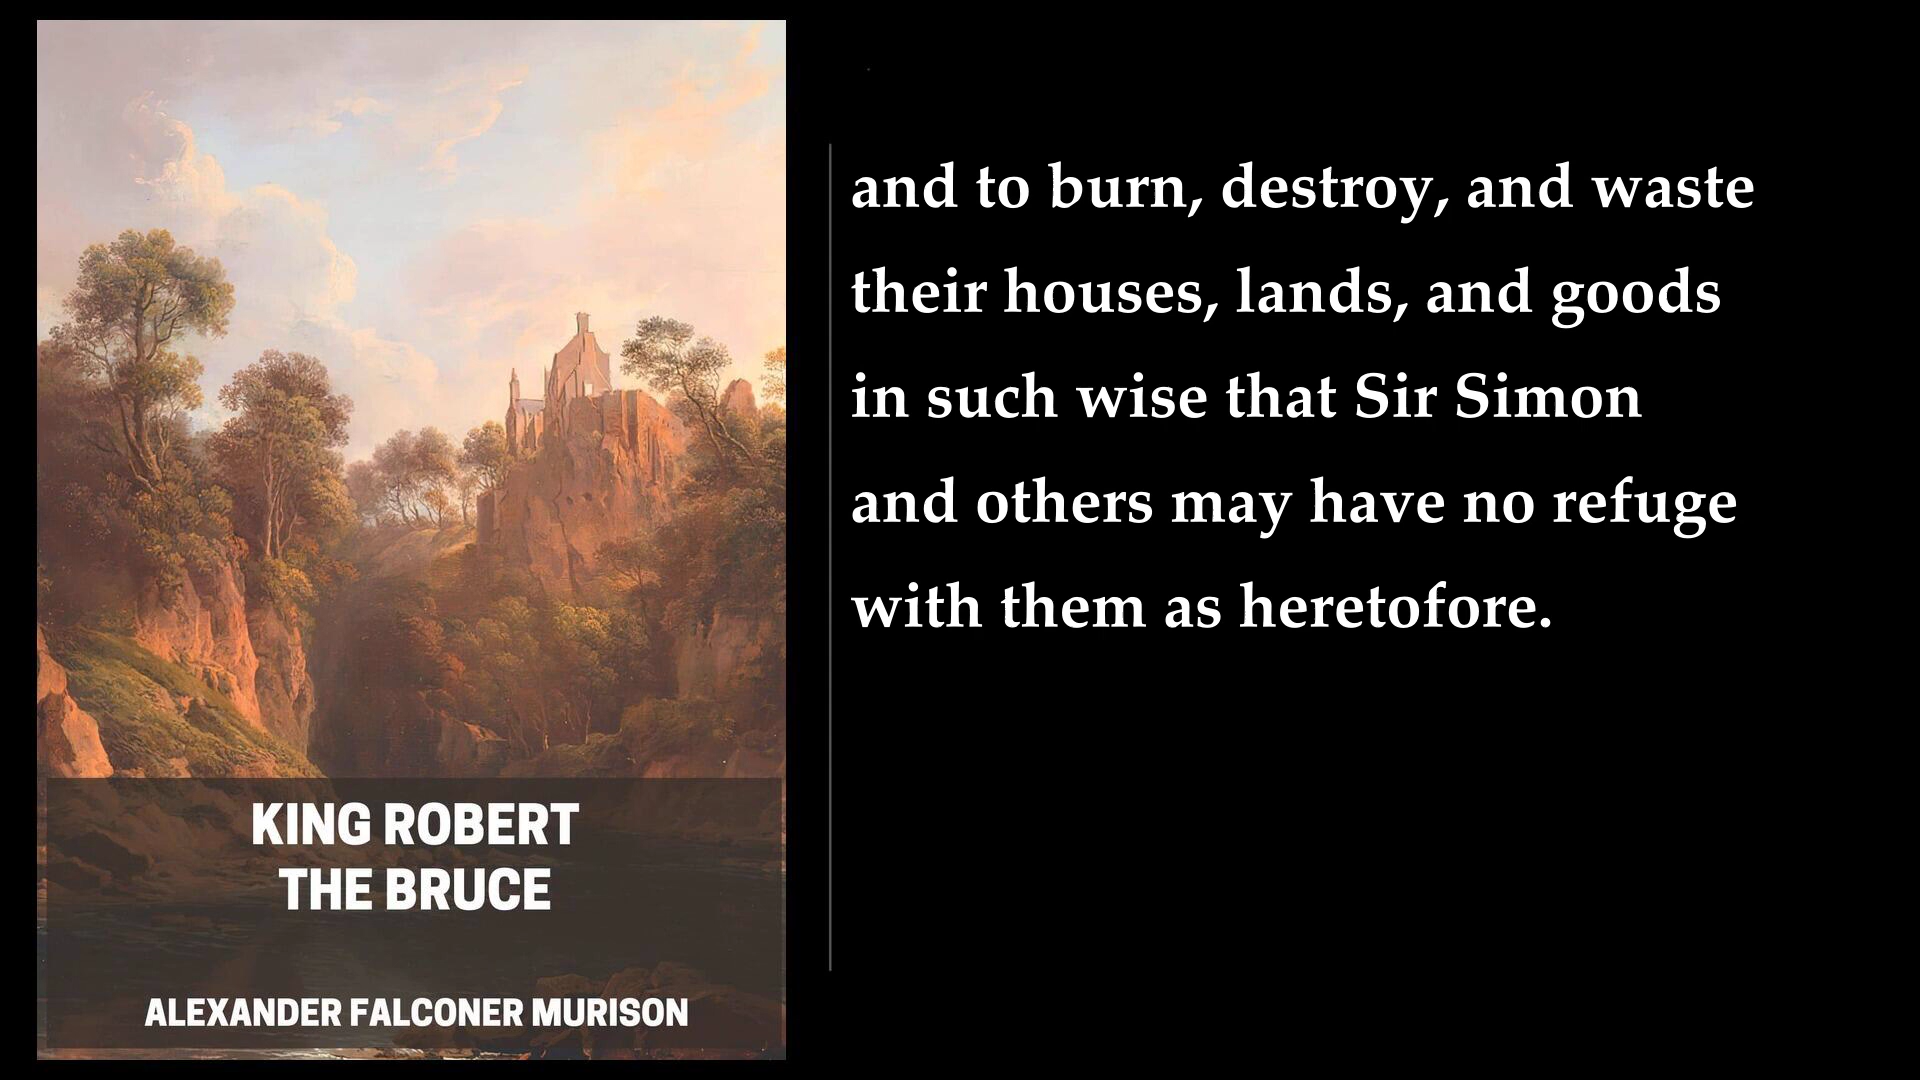 and to burn, destroy, and waste
their houses, lands, and goods
in such wise that Sir Simon
and others may have no refuge
with them as heretofore.
KING ROBERT
THE BRUCE
ALEXANDER FALCONER MURISON